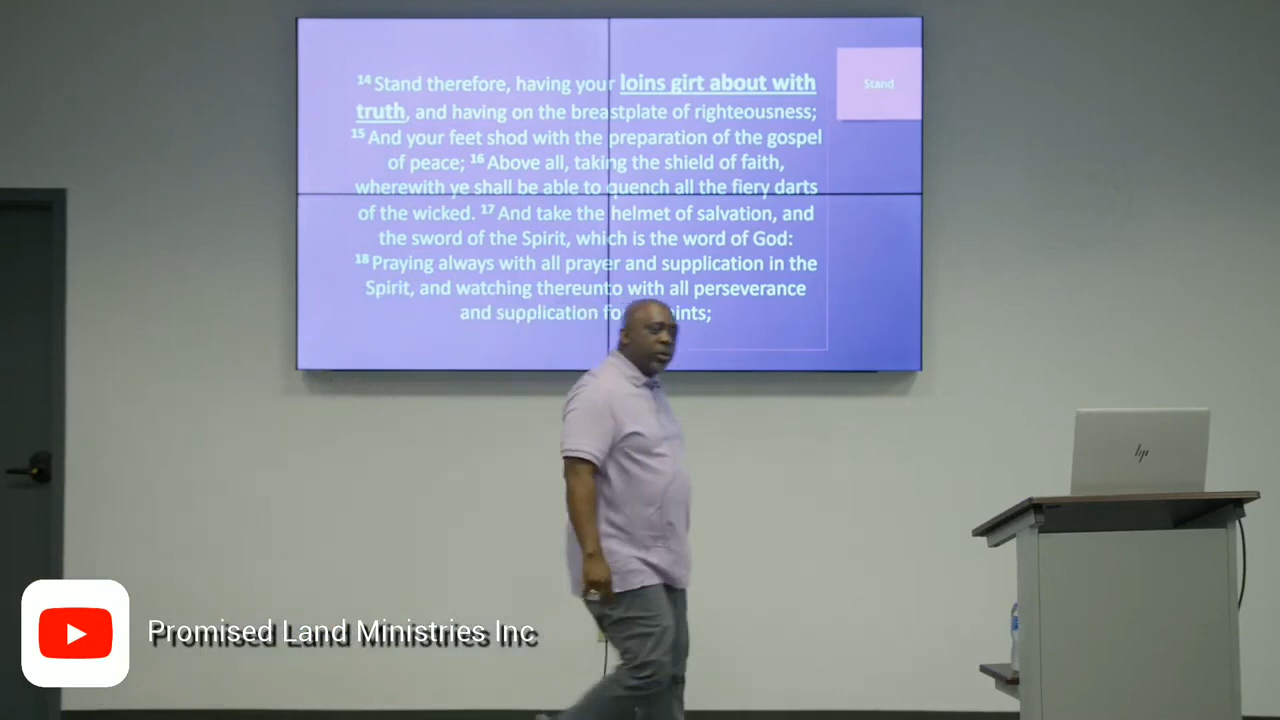 14 Stand therefore, having your loins girt about with
truth, and having on the breastplate of righteousness;
15 And your feet shod with the preparation of the gospel
of peace; 16 Above all, taking the shield of faith,
wherewith ye shall be able to quench all the fiery darts
of the wicked. 17 And take the helmet of salvation, and
the sword of the Spirit, which is the word of God:
18 Praying always with all prayer and supplication in the
Spirit, and watching thereunto with all perseverance
and supplication
Stand
hp
Promised Land Ministries Inc